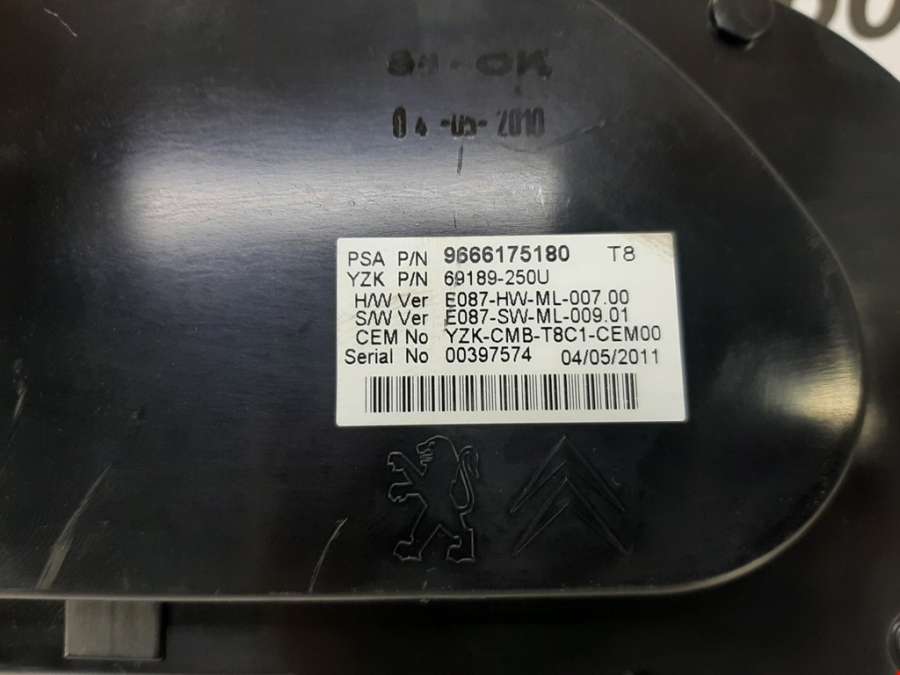 04-05-2010
PSA P/N 9666175180 T8
YZK P/N 69189-250U
H/W Ver E087-HW-ML-007.00
S/W Ver E087-SW-ML-009.01
CEM No YZK-CMB-T8C1-CEM00
Serial No 00397574 04/05/2011